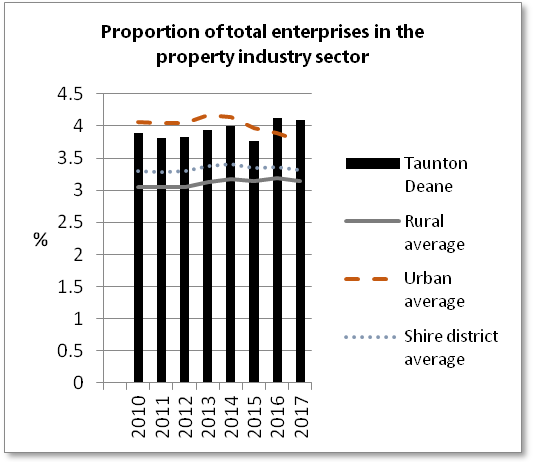 Proportion of total enterprises in the
property industry sector
4.5
4
3.5
3
2.5
2
1.5
1
0.5
0
%
2010
2011
2012
2013
2014
2015
2016
2017
Taunton
Deane
Rural
average
Urban
average
Shire district
average